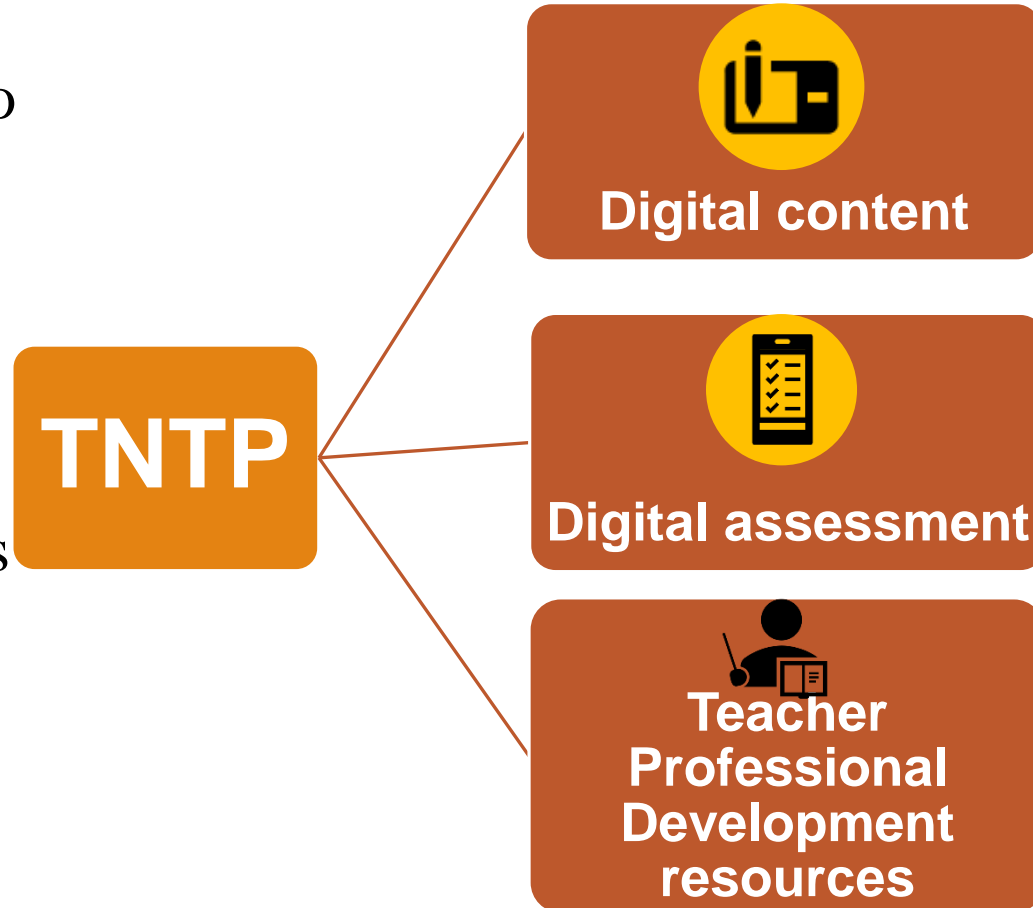 TNTP
Digital content
Digital assessment
Teacher
Professional
Development
resources